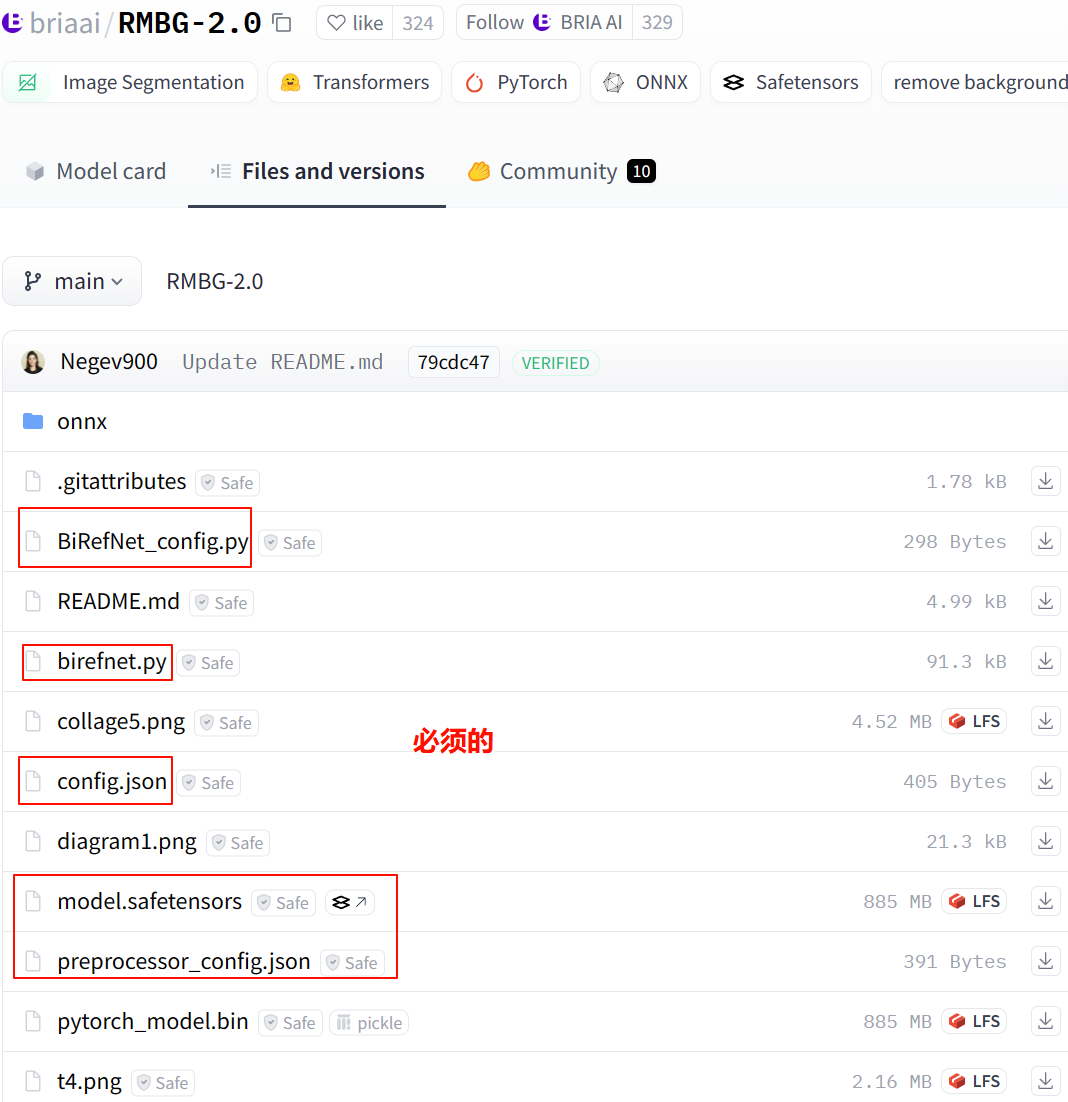 briaai/RMBG-2.0 like 324 Follow BRIA AI 329
Image Segmentation Transformers PyTorch ONNX Safetensors remove background
Model card Files and versions Community 10
main RMBG-2.0
Negev900 Update README.md 79cdc47 VERIFIED
onnx
.gitattributes Safe 1.78 kB
BiRefNet_config.py Safe 298 Bytes
README.md Safe 4.99 kB
birefnet.py Safe 91.3 kB
collage5.png Safe 4.52 MB LFS
必须的
config.json Safe 405 Bytes
diagram1.png Safe 21.3 kB
model.safetensors Safe 885 MB LFS
preprocessor_config.json Safe 391 Bytes
pytorch_model.bin Safe pickle 885 MB LFS
t4.png Safe 2.16 MB LFS